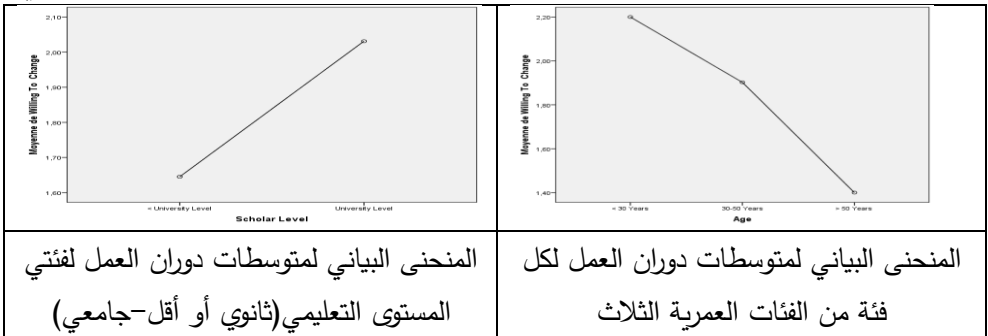 2,10
2,00
1,90
1,80
1,70
1,60
Moyenne de Willing To Change
< University Level
University Level
Scholar Level
2,20
2,00
1,80
1,60
1,40
Moyenne de Willing To Change
< 30 Years
30-50 Years
> 50 Years
Age
المنحنى البياني لمتوسطات دوران العمل لكل
فئة من الفئات العمرية الثلاث
المنحنى البياني لمتوسطات دوران العمل لفئتي
المستوى التعليمي(ثانوي أو أقل-جامعي)